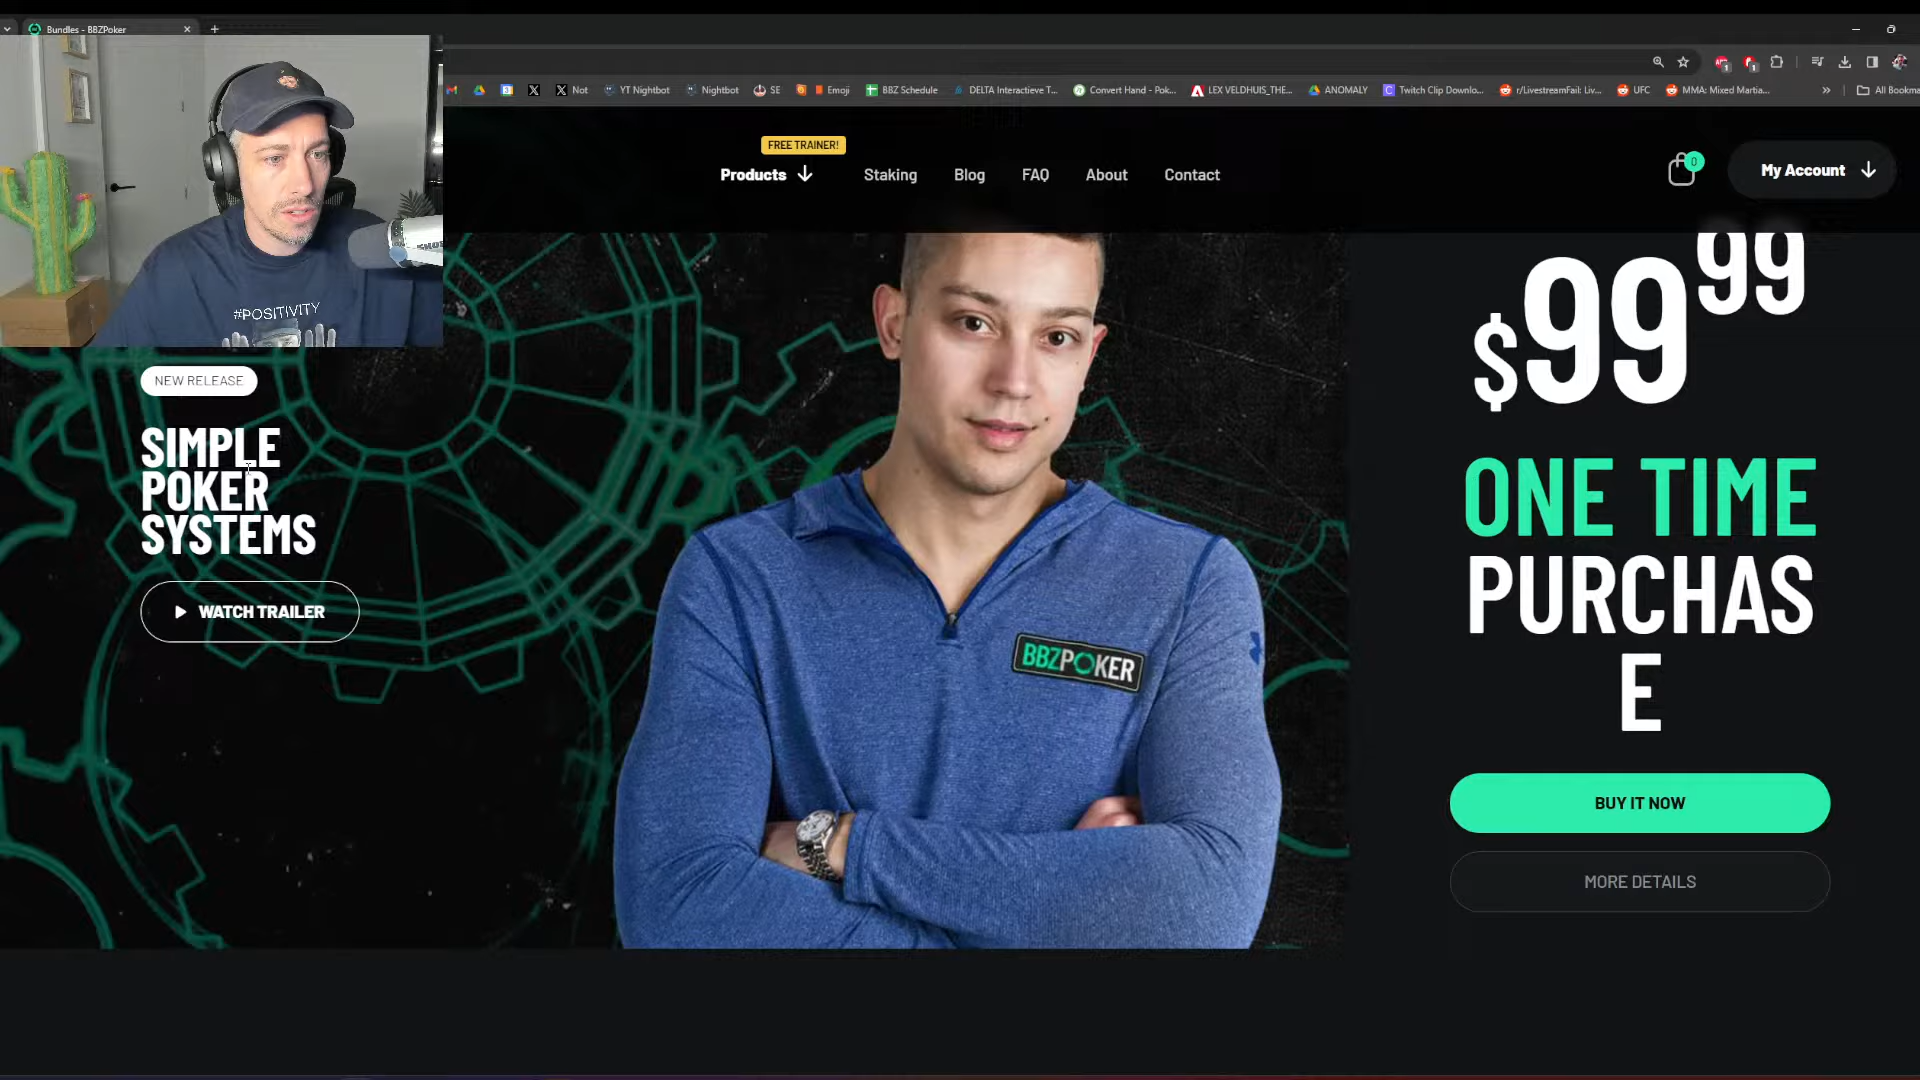 Bundles - BBZPoker
Not
YT Nightbot
Nightbot
SE
Emoji
BBZ Schedule
DELTA Interactieve T...
Convert Hand - Pok...
LEX VELDHUIS_THE...
ANOMALY
Twitch Clip Downlo...
r/LivestreamFail: Liv...
UFC
MMA: Mixed Martia...
All Bookma
FREE TRAINER!
Products
Staking
Blog
FAQ
About
Contact
0
My Account
#POSITIVITY
NEW RELEASE
SIMPLE
POKER
SYSTEMS
WATCH TRAILER
BBZPOKER
$99 99
ONE TIME
PURCHAS
E
BUY IT NOW
MORE DETAILS